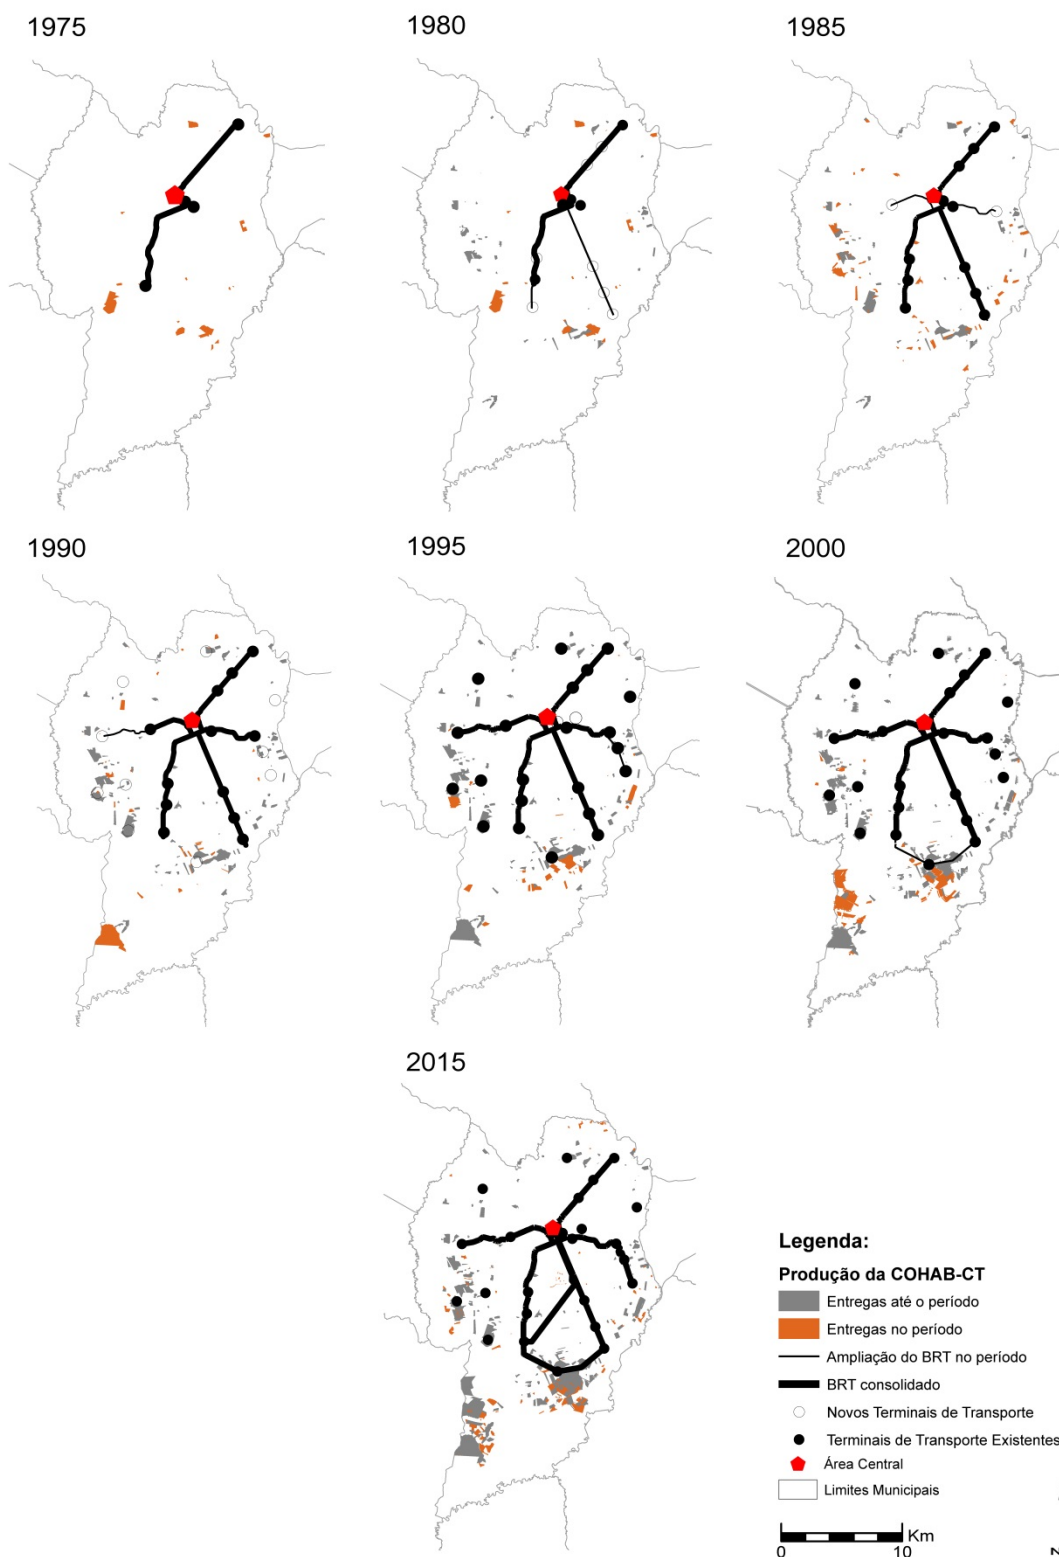 1975
1980
1985
1990
1995
2000
2015
Legenda:
Produção da COHAB-CT
Entregas até o período
Entregas no período
Ampliação do BRT no período
BRT consolidado
Novos Terminais de Transporte
Terminais de Transporte Existentes
Área Central
Limites Municipais
Km
0 10